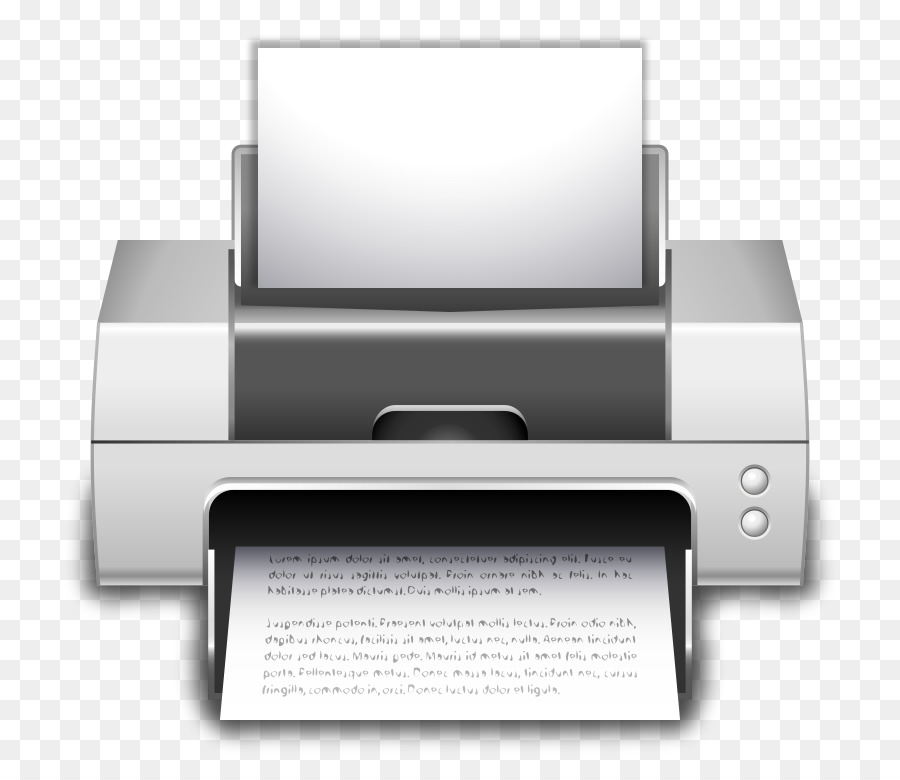 Lorem ipsum dolor sit amet, consectetuer adipiscing elit. Fusce eu
dolor ut risus sagittis volutpat. Proin ornare nibh ac felis. In hac
habitasse platea dictumst. Duis mollis ipsum at sem.
Suspendisse potenti. Praesent volutpat mollis lectus. Proin odio nibh,
dapibus rhoncus, facilisis sit amet, luctus nec, nulla. Aenean tincidunt
dolor sed lacus. Mauris pede. Mauris id metus sit amet felis molestie
porta. Pellentesque metus. Donec massa lacus, tincidunt nec, cursus
fringilla, commodo in, orci. Donec luctus dolor et ligula.